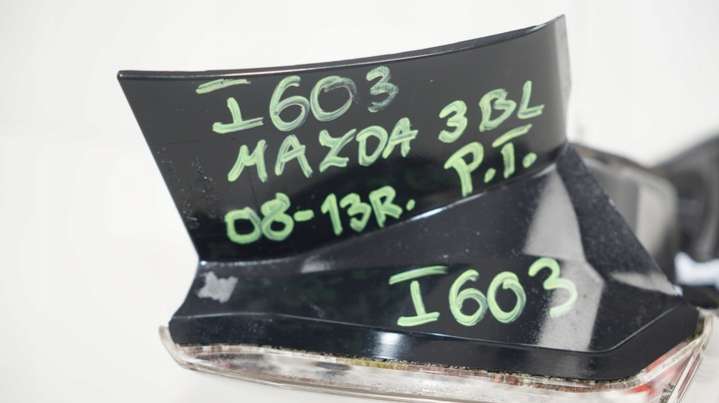 I603
MAZDA 3BL
08-13R. P.T.
I603